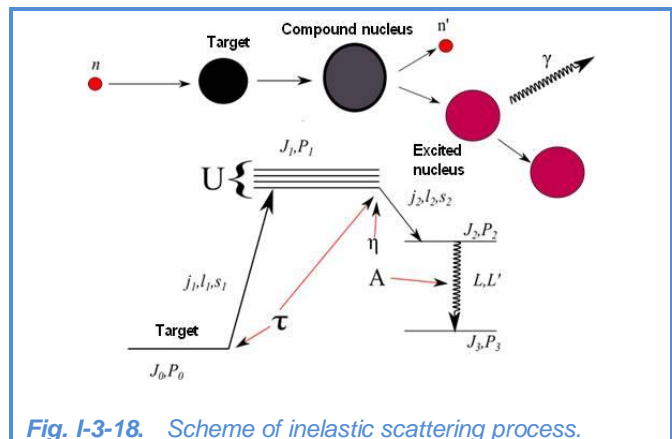 Compound nucleus
n'
Target
n
γ
J₁,P₁
Excited
nucleus
U{
j₂,l₂,s₂
J₂,P₂
η
A
L,L'
j₁,l₁,s₁
τ
Target
J₃,P₃
J₀,P₀
Fig. I-3-18. Scheme of inelastic scattering process.